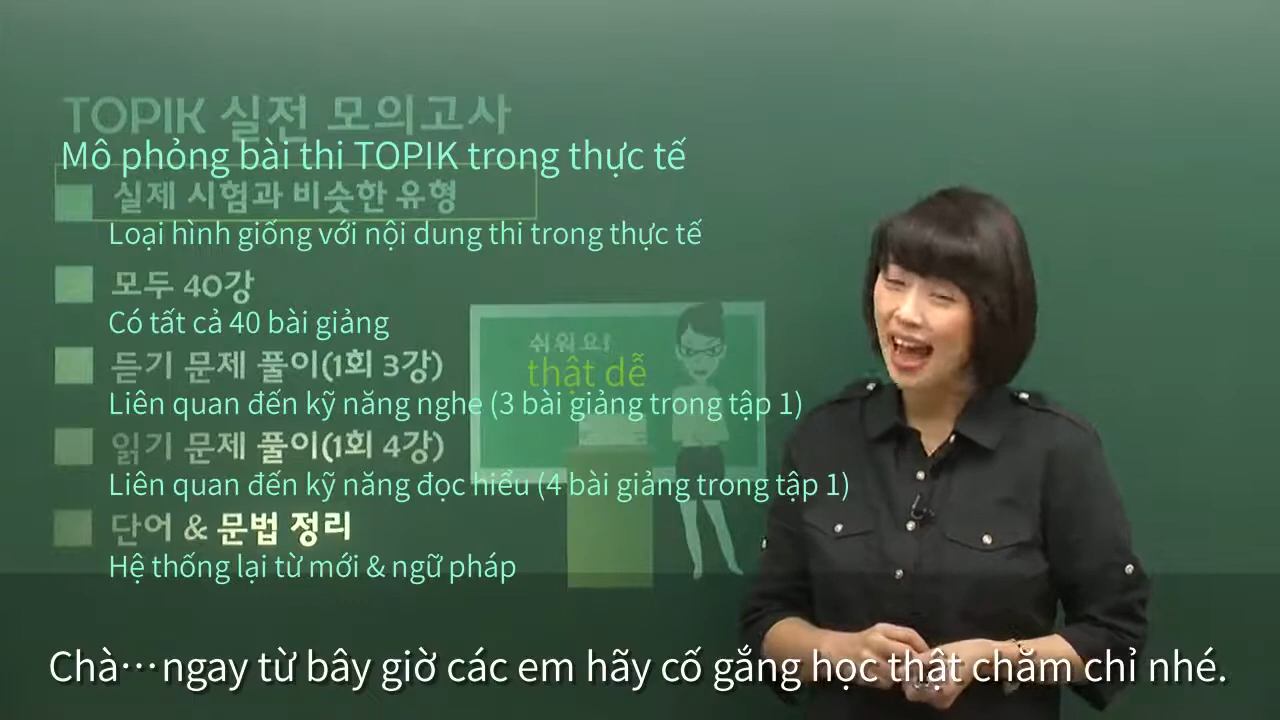 TOPIK 실전 모의고사
Mô phỏng bài thi TOPIK trong thực tế
실제 시험과 비슷한 유형
Loại hình giống với nội dung thi trong thực tế
모두 40강
Có tất cả 40 bài giảng
쉬워요!
thật dễ
듣기 문제 풀이(1회 3강)
Liên quan đến kỹ năng nghe (3 bài giảng trong tập 1)
읽기 문제 풀이(1회 4강)
Liên quan đến kỹ năng đọc hiểu (4 bài giảng trong tập 1)
단어 & 문법 정리
Hệ thống lại từ mới & ngữ pháp
Chà…ngay từ bây giờ các em hãy cố gắng học thật chăm chỉ nhé.